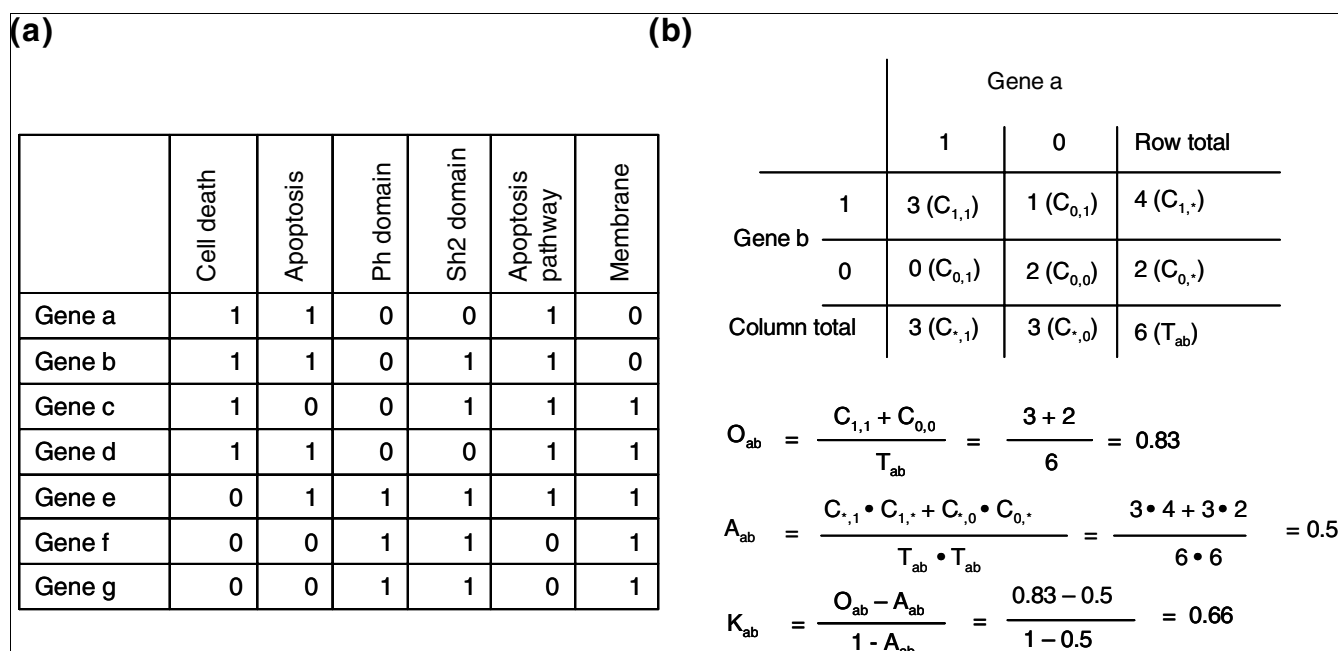 (a)
Cell death Apoptosis Ph domain Sh2 domain Apoptosis pathway Membrane
Gene a 1 1 0 0 1 0
Gene b 1 1 0 1 1 0
Gene c 1 0 0 1 1 1
Gene d 1 1 0 0 1 1
Gene e 0 1 1 1 1 1
Gene f 0 0 1 1 0 1
Gene g 0 0 1 1 0 1
(b)
Gene a
1 0 Row total
Gene b
1 3 (C1,1) 1 (C0,1) 4 (C1,*)
0 0 (C0,1) 2 (C0,0) 2 (C0,*)
Column total 3 (C*,1) 3 (C*,0) 6 (Tab)
Oab = C1,1 + C0,0 / Tab = 3 + 2 / 6 = 0.83
Aab = C*,1 • C1,* + C*,0 • C0,* / Tab • Tab = 3 • 4 + 3 • 2 / 6 • 6 = 0.5
Kab = Oab – Aab / 1 - Aab = 0.83 – 0.5 / 1 – 0.5 = 0.66